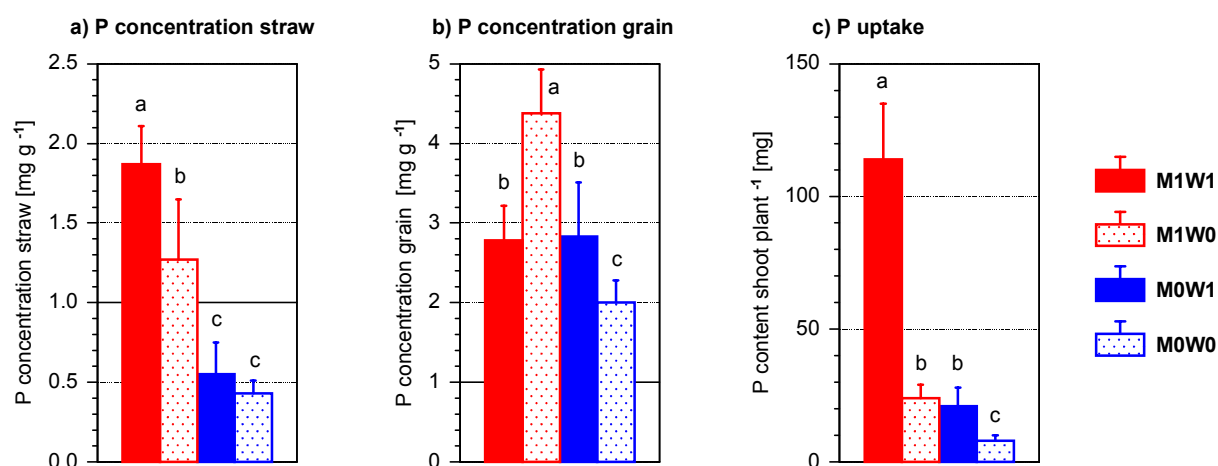 a) P concentration straw
P concentration straw [mg g -1]
2.5
2.0
1.5
1.0
0.5
0.0
a
b
c
c
b) P concentration grain
P concentration grain [mg g -1]
5
4
3
2
1
0
b
a
b
c
c) P uptake
P content shoot plant -1 [mg]
150
100
50
0
a
b
b
c
M1W1
M1W0
M0W1
M0W0